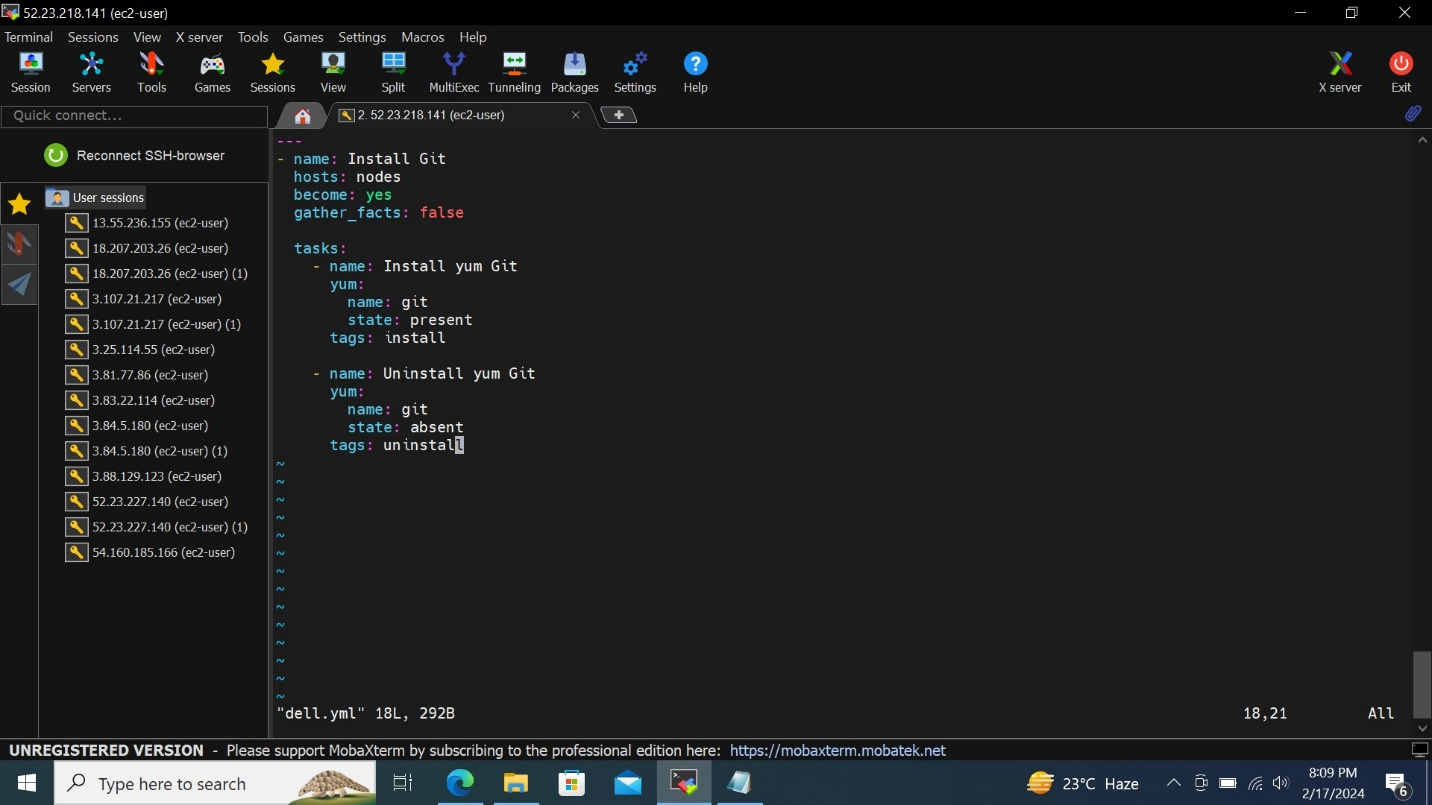 52.23.218.141 (ec2-user)
Terminal Sessions View X server Tools Games Settings Macros Help
Session Servers Tools Games Sessions View Split MultiExec Tunneling Packages Settings Help X server Exit
Quick connect...
2. 52.23.218.141 (ec2-user)
Reconnect SSH-browser
User sessions
13.55.236.155 (ec2-user)
18.207.203.26 (ec2-user)
18.207.203.26 (ec2-user) (1)
3.107.21.217 (ec2-user)
3.107.21.217 (ec2-user) (1)
3.25.114.55 (ec2-user)
3.81.77.86 (ec2-user)
3.83.22.114 (ec2-user)
3.84.5.180 (ec2-user)
3.84.5.180 (ec2-user) (1)
3.88.129.123 (ec2-user)
52.23.227.140 (ec2-user)
52.23.227.140 (ec2-user) (1)
54.160.185.166 (ec2-user)
---
- name: Install Git
  hosts: nodes
  become: yes
  gather_facts: false

  tasks:
    - name: Install yum Git
      yum:
        name: git
        state: present
      tags: install

    - name: Uninstall yum Git
      yum:
        name: git
        state: absent
      tags: uninstall
~
~
~
~
~
~
~
~
~
~
~
~
~
~
"dell.yml" 18L, 292B 18,21 All
UNREGISTERED VERSION - Please support MobaXterm by subscribing to the professional edition here: https://mobaxterm.mobatek.net
Type here to search
23°C Haze
8:09 PM
2/17/2024
6